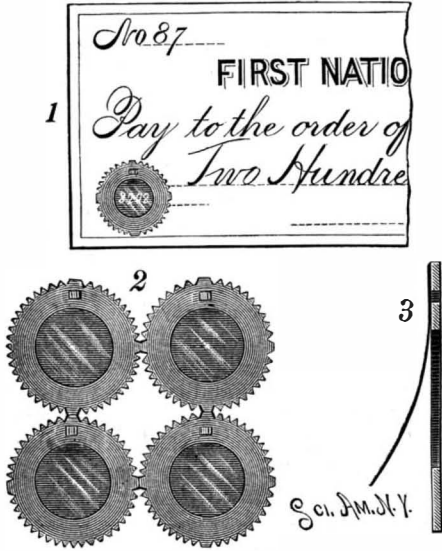 No. 87
1
FIRST NATIO
Pay to the order of
Two Hundre
2
3
Sci. Am. N.Y.